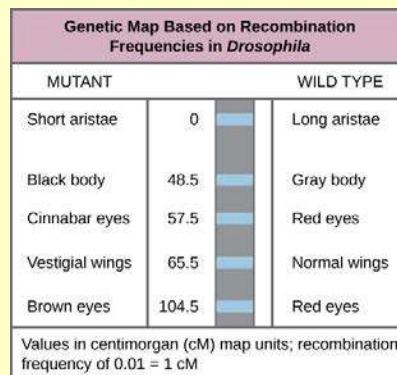 Genetic Map Based on Recombination
Frequencies in Drosophila
MUTANT WILD TYPE
Short aristae 0 Long aristae
Black body 48.5 Gray body
Cinnabar eyes 57.5 Red eyes
Vestigial wings 65.5 Normal wings
Brown eyes 104.5 Red eyes
Values in centimorgan (cM) map units; recombination
frequency of 0.01 = 1 cM